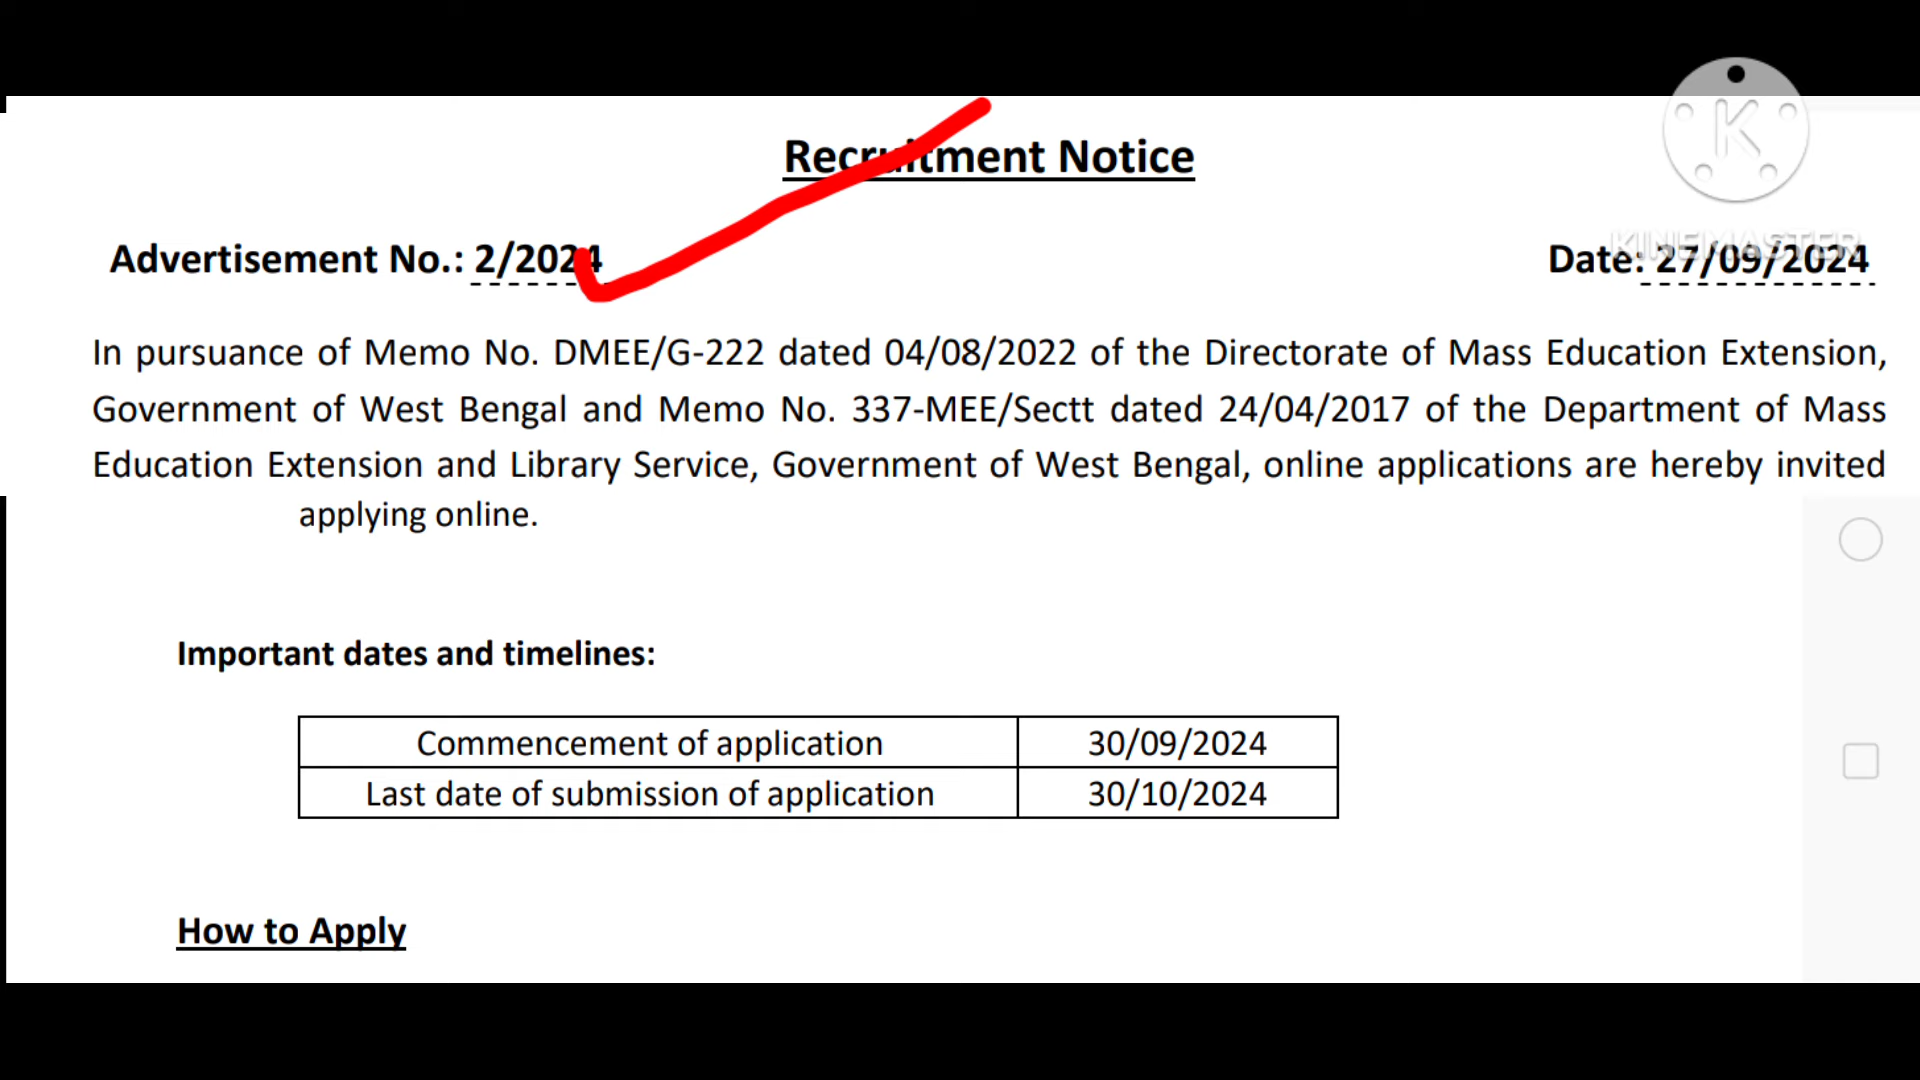 Recruitment Notice
Advertisement No.: 2/2024
Date: 27/09/2024
K
KINEMASTER
In pursuance of Memo No. DMEE/G-222 dated 04/08/2022 of the Directorate of Mass Education Extension,
Government of West Bengal and Memo No. 337-MEE/Sectt dated 24/04/2017 of the Department of Mass
Education Extension and Library Service, Government of West Bengal, online applications are hereby invited
applying online.
Important dates and timelines:
Commencement of application 30/09/2024
Last date of submission of application 30/10/2024
How to Apply